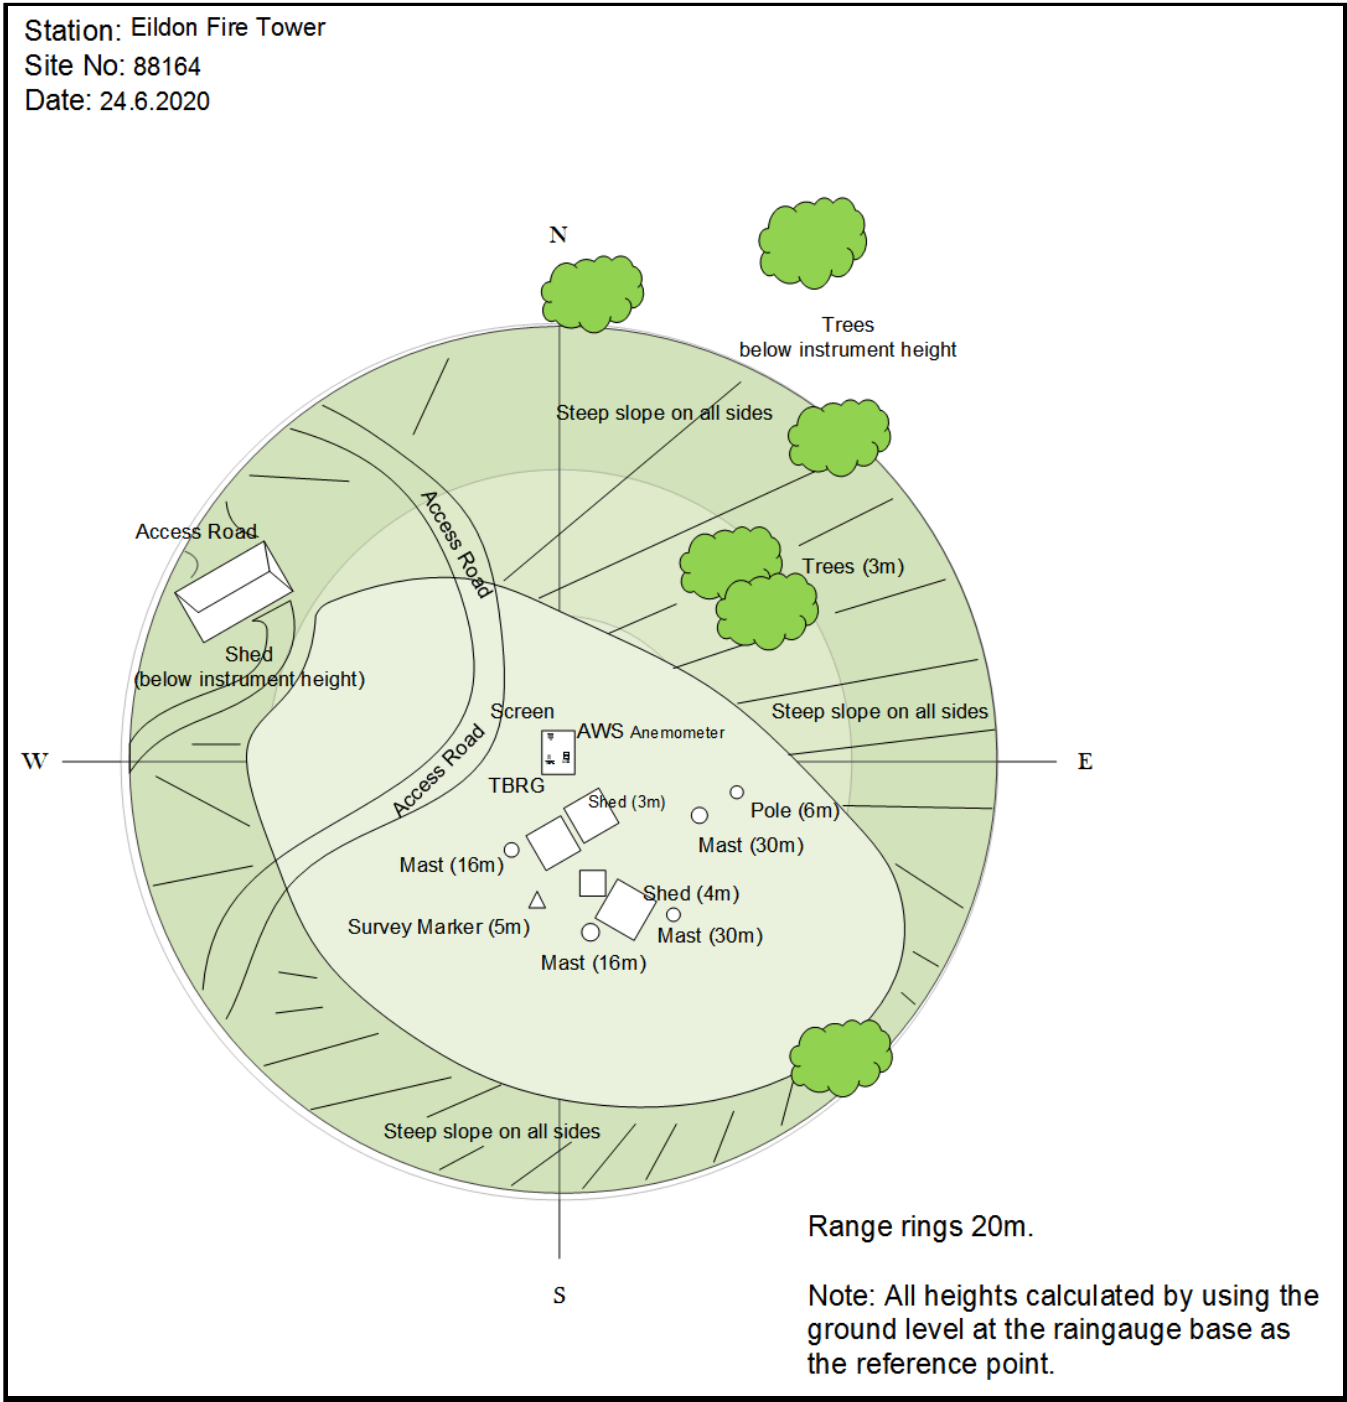 Station: Eildon Fire Tower
Site No: 88164
Date: 24.6.2020
N
Trees
below instrument height
Steep slope on all sides
Access Road
Access Road
Trees (3m)
Shed
(below instrument height)
Screen
Steep slope on all sides
AWS Anemometer
W
E
Access Road
TBRG
Shed (3m)
Pole (6m)
Mast (30m)
Mast (16m)
Shed (4m)
Survey Marker (5m)
Mast (30m)
Mast (16m)
Steep slope on all sides
Range rings 20m.
S
Note: All heights calculated by using the
ground level at the raingauge base as
the reference point.